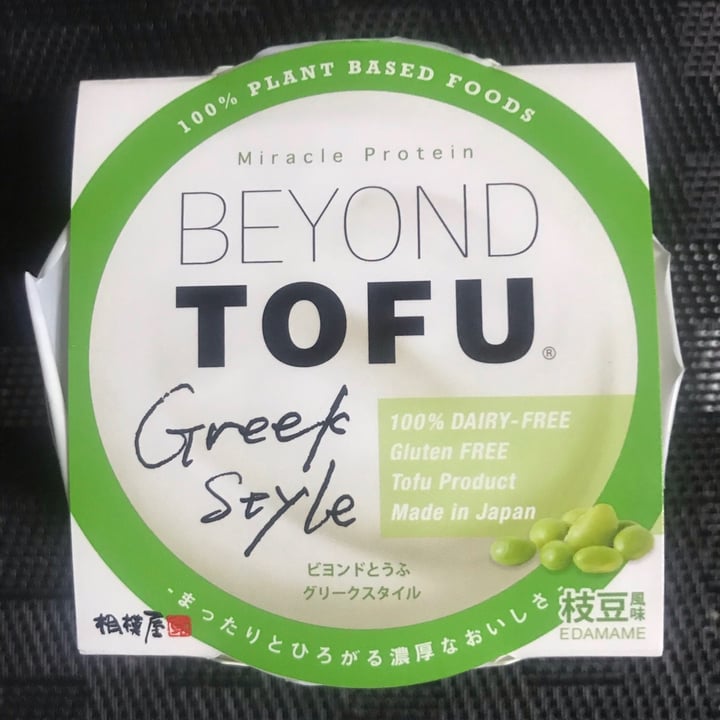 100% PLANT BASED FOODS
Miracle Protein
BEYOND
TOFU®
Greek
Style
100% DAIRY-FREE
Gluten FREE
Tofu Product
Made in Japan
ビヨンドとうふ
グリークスタイル
まったりとひろがる濃厚なおいしさ
相模屋
枝豆風味
EDAMAME